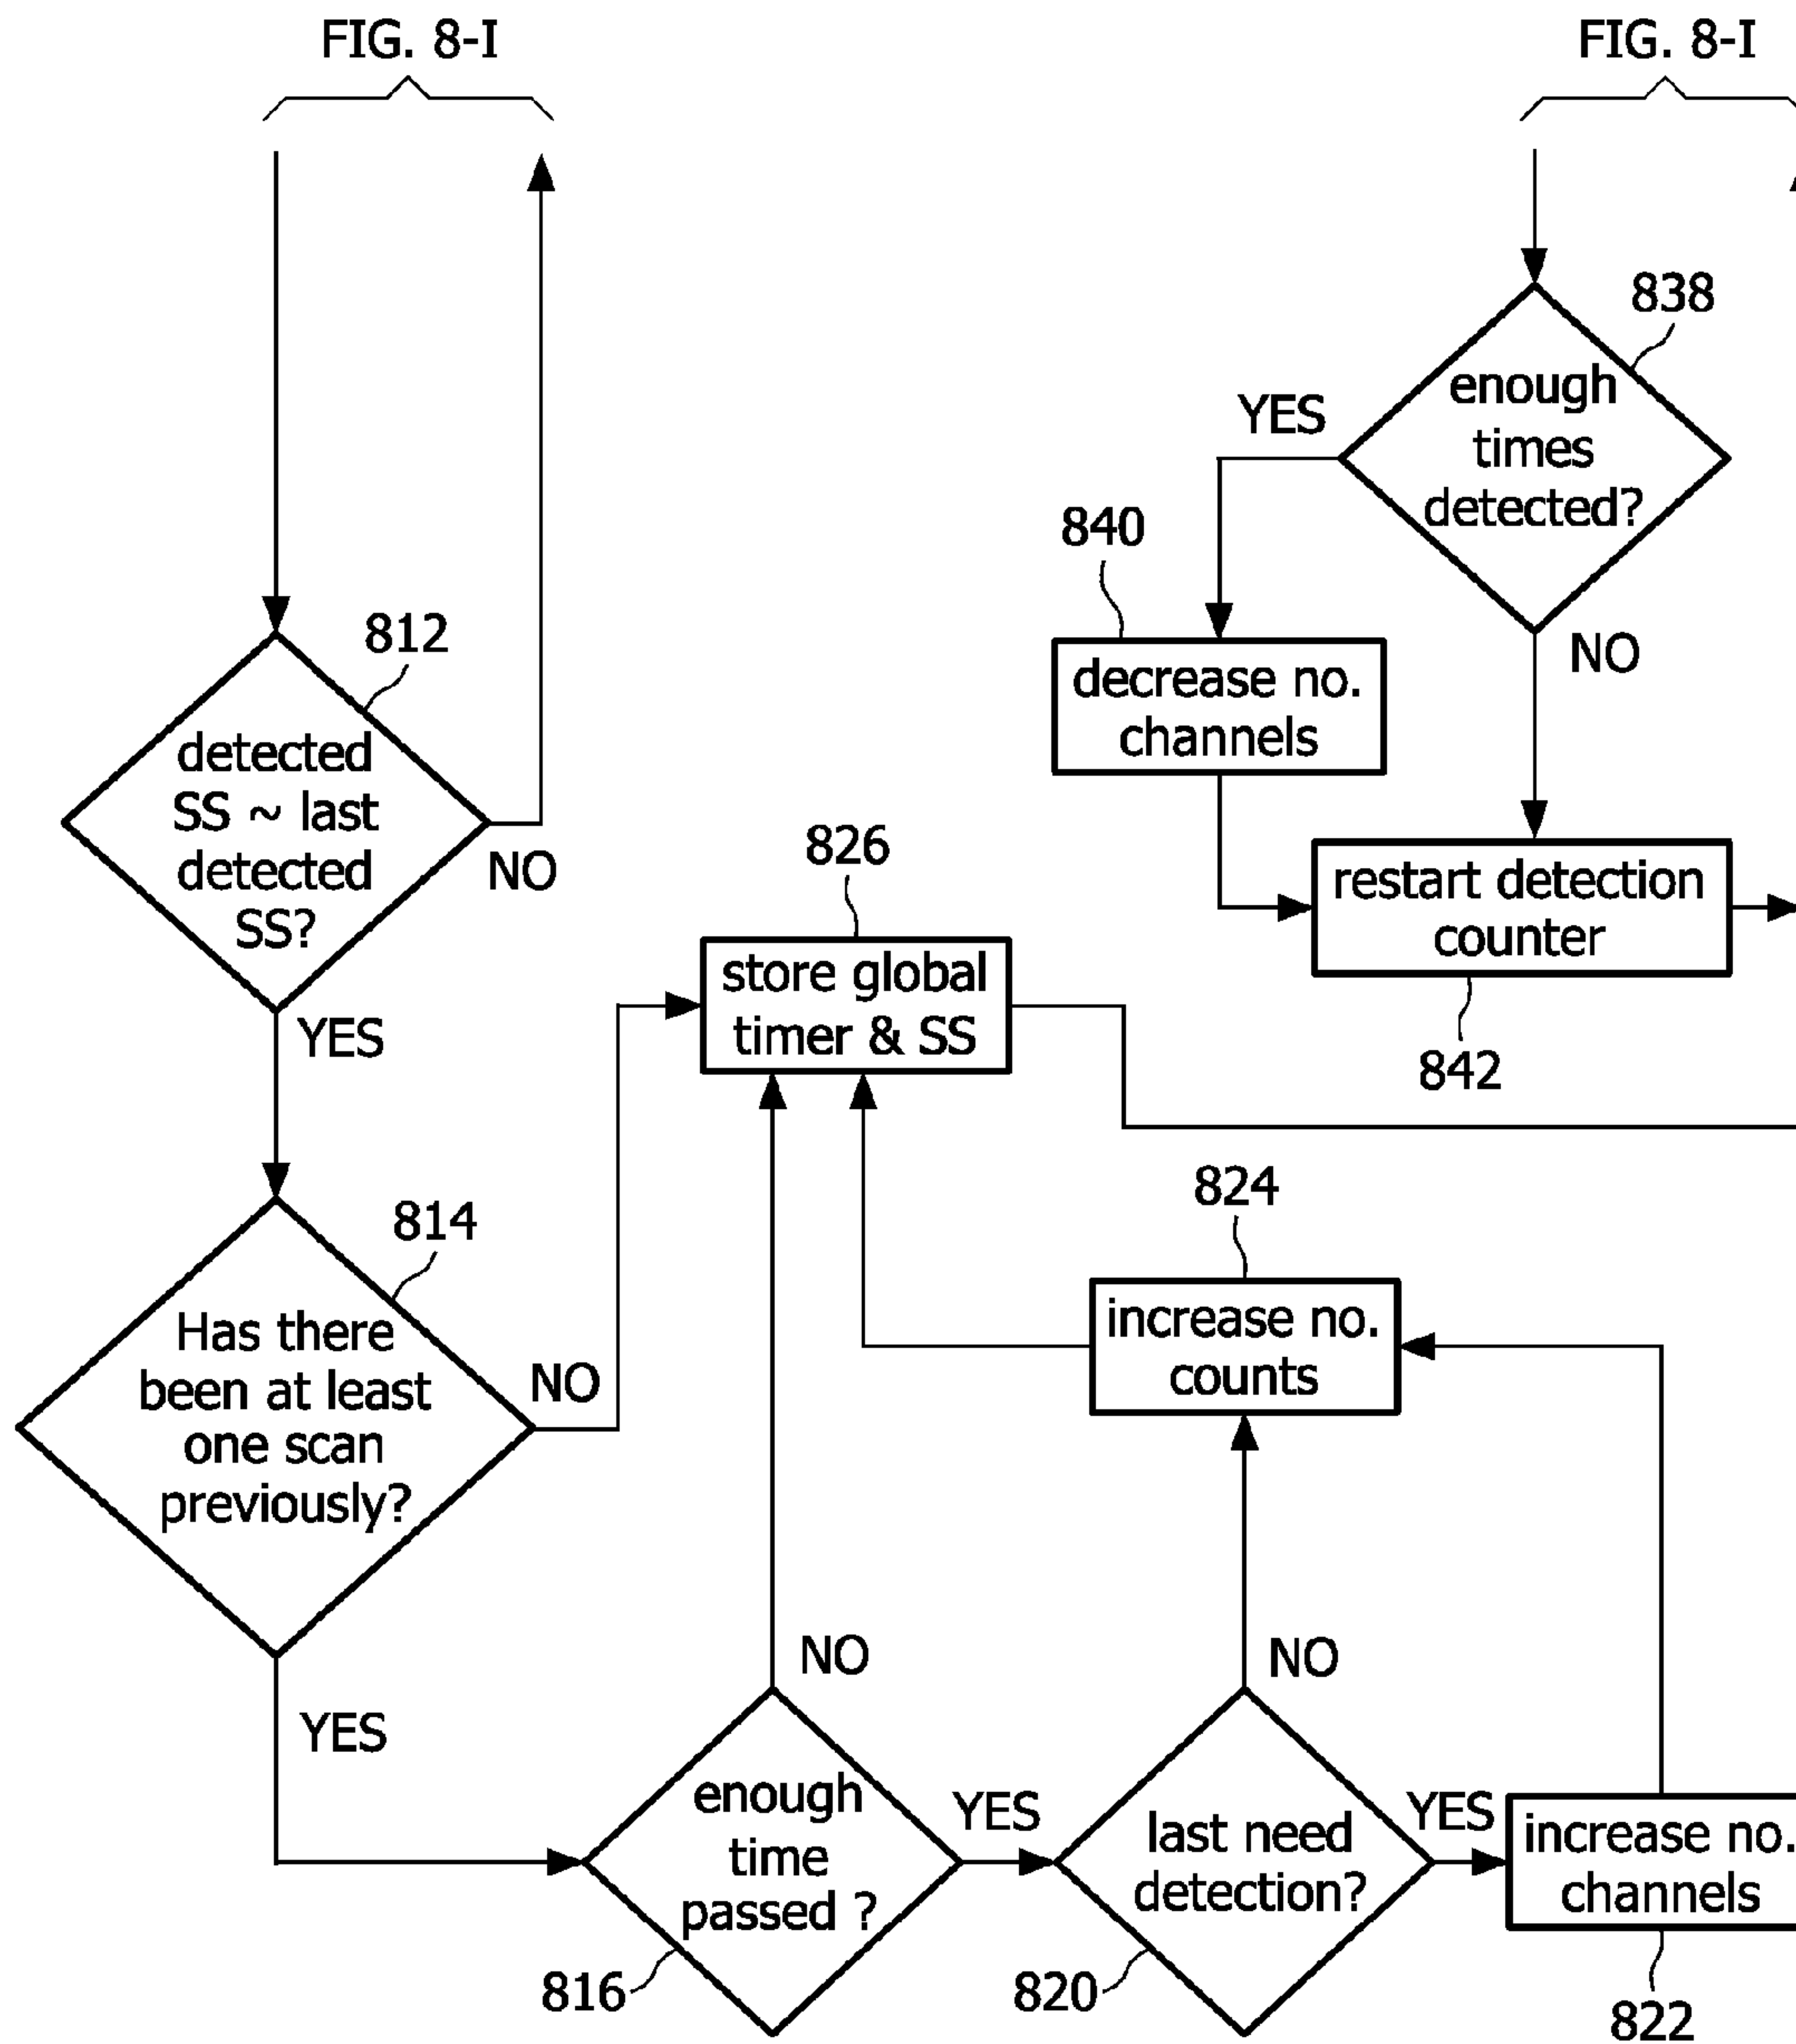 FIG. 8-I
FIG. 8-I
838
enough
times
detected?
YES
NO
840
decrease no.
channels
812
detected
SS ~ last
detected
SS?
NO
YES
826
store global
timer & SS
restart detection
counter
842
814
Has there
been at least
one scan
previously?
NO
YES
824
increase no.
counts
NO
enough
time
passed ?
816
YES
NO
last need
detection?
820
YES
increase no.
channels
822